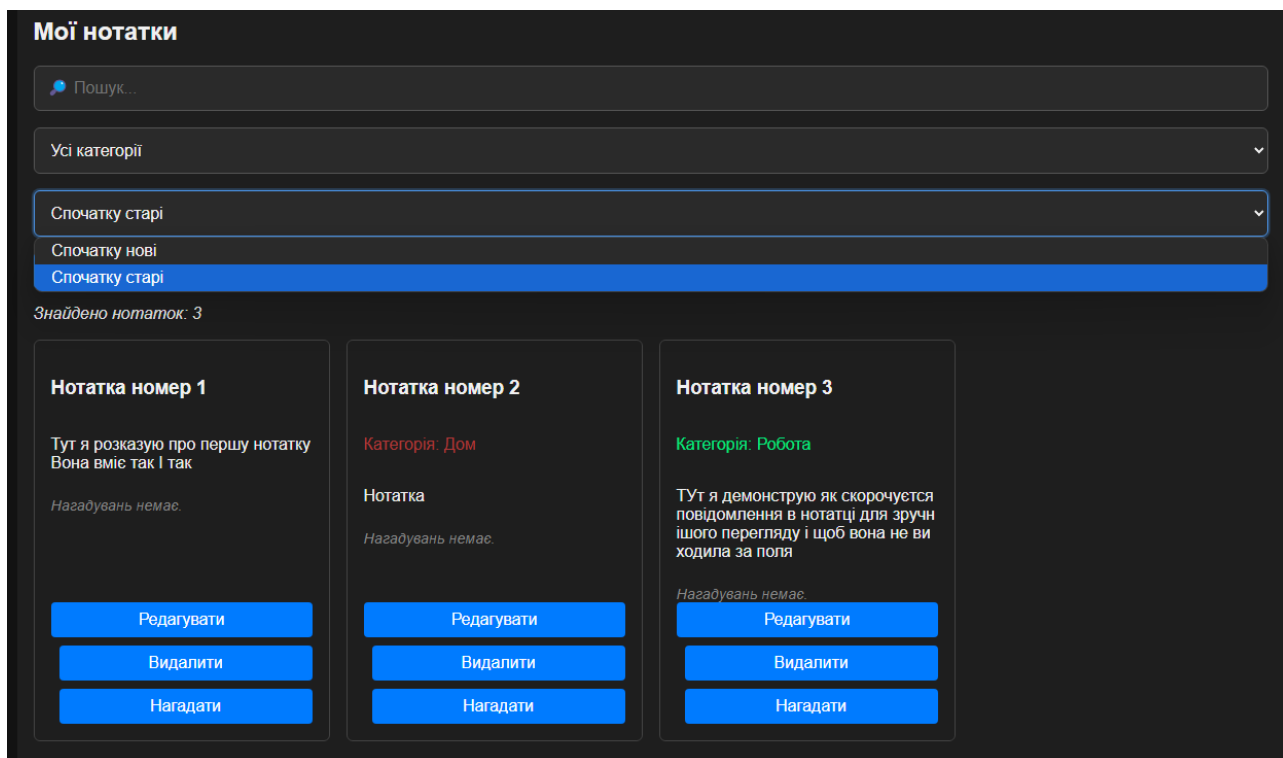 Мої нотатки
Пошук...
Усі категорії
Спочатку старі
Спочатку нові
Спочатку старі
Знайдено нотаток: 3
Нотатка номер 1
Тут я розказую про першу нотатку
Вона вміє так І так
Нагадувань немає.
Редагувати
Видалити
Нагадати
Нотатка номер 2
Категорія: Дом
Нотатка
Нагадувань немає.
Редагувати
Видалити
Нагадати
Нотатка номер 3
Категорія: Робота
ТУт я демонструю як скорочуєтся
повідомлення в нотатці для зручн
ішого перегляду і щоб вона не ви
ходила за поля
Нагадувань немає.
Редагувати
Видалити
Нагадати